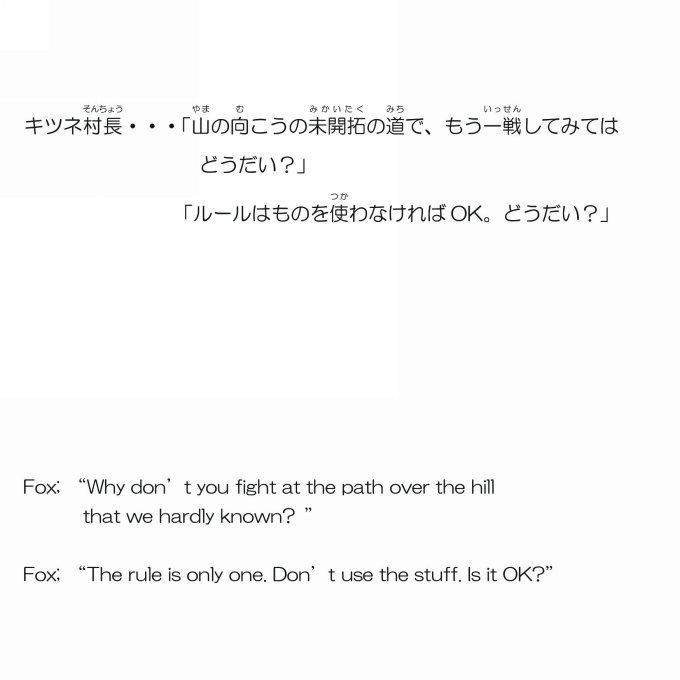 そんちょう やま む みかいたく みち いっせん
キツネ村長・・・「山の向こうの未開拓の道で、もう一戦してみては
どうだい？」
つか
「ルールはものを使わなければOK。どうだい？」
Fox; “Why don’t you fight at the path over the hill
that we hardly known? ”
Fox; “The rule is only one. Don’t use the stuff. Is it OK?”